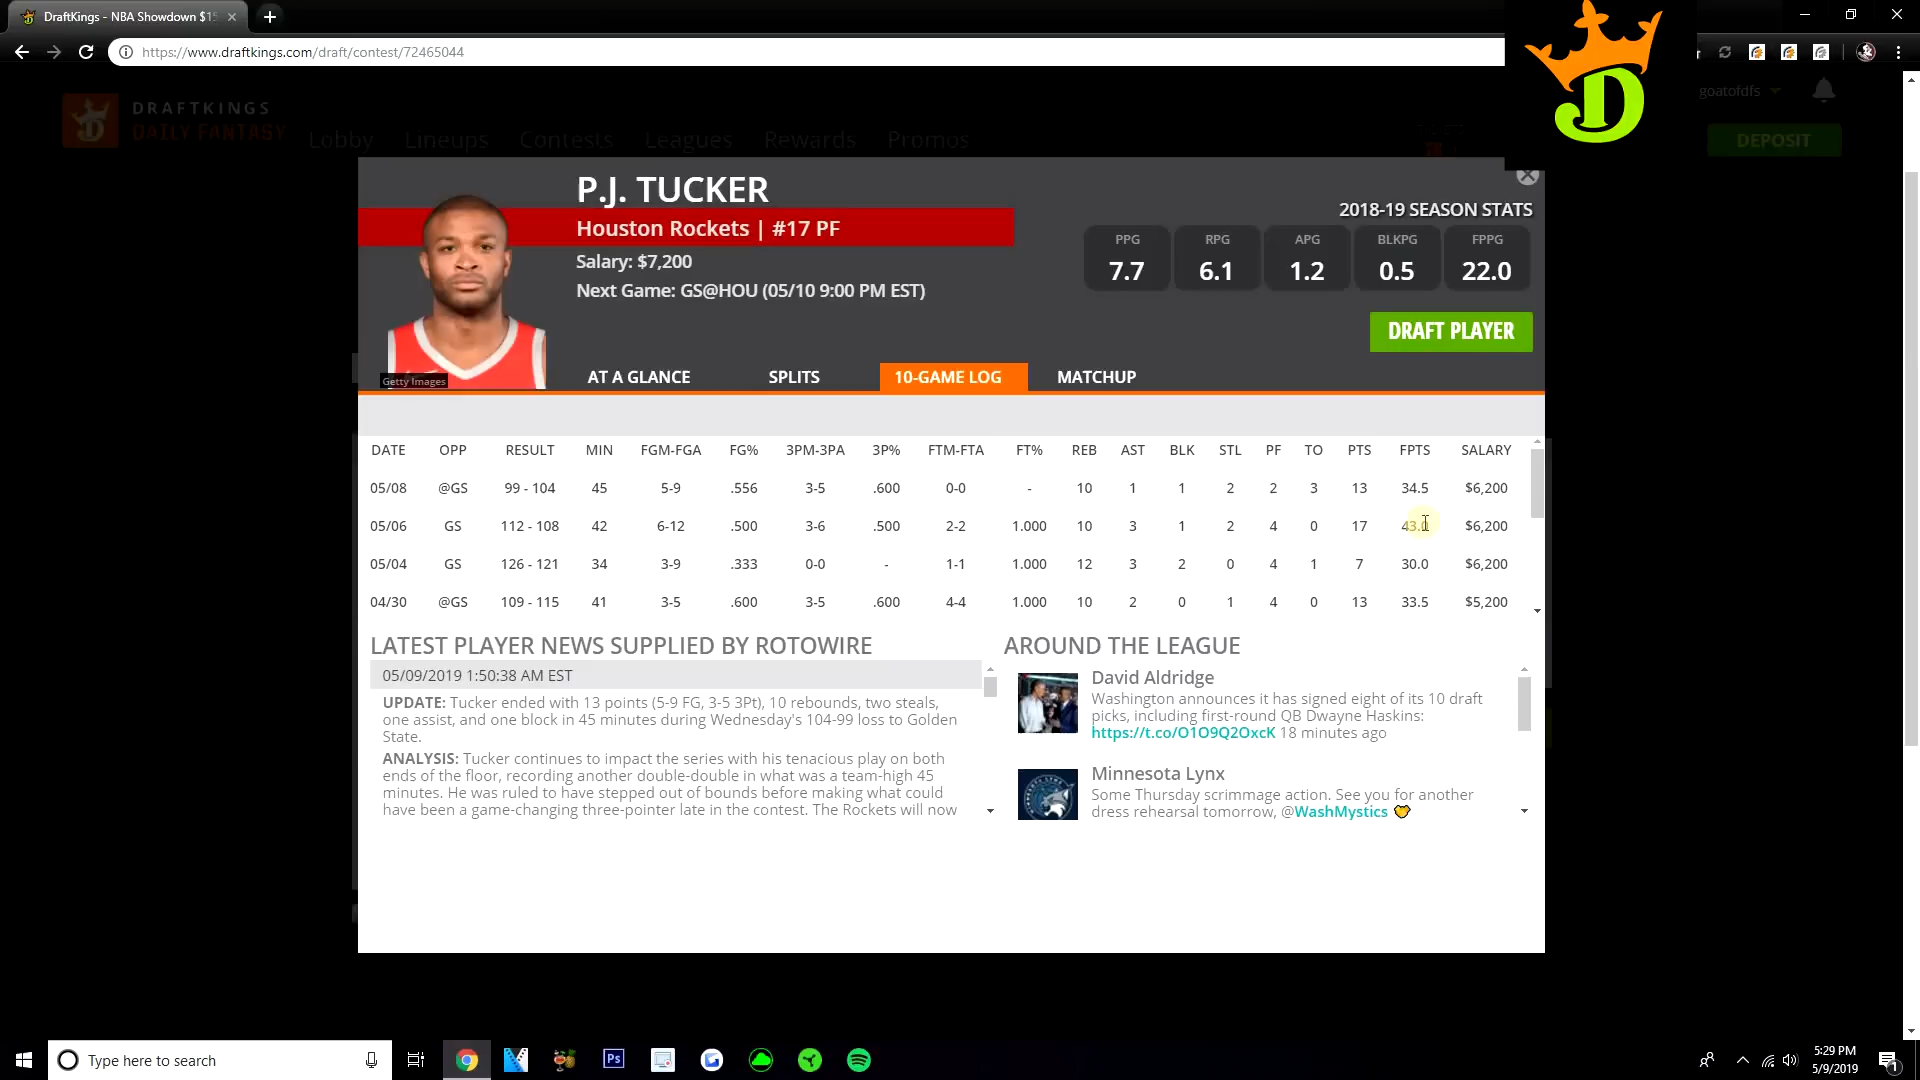 DraftKings - NBA Showdown $15
https://www.draftkings.com/draft/contest/72465044
DRAFTKINGS
DAILY FANTASY
Lobby Lineups Contests Leagues Rewards Promos
goatofdfs
DEPOSIT
P.J. TUCKER
Houston Rockets | #17 PF
Salary: $7,200
Next Game: GS@HOU (05/10 9:00 PM EST)
Getty Images
2018-19 SEASON STATS
PPG RPG APG BLKPG FPPG
7.7 6.1 1.2 0.5 22.0
DRAFT PLAYER
AT A GLANCE SPLITS 10-GAME LOG MATCHUP
DATE OPP RESULT MIN FGM-FGA FG% 3PM-3PA 3P% FTM-FTA FT% REB AST BLK STL PF TO PTS FPTS SALARY
05/08 @GS 99 - 104 45 5-9 .556 3-5 .600 0-0 - 10 1 1 2 2 3 13 34.5 $6,200
05/06 GS 112 - 108 42 6-12 .500 3-6 .500 2-2 1.000 10 3 1 2 4 0 17 43.0 $6,200
05/04 GS 126 - 121 34 3-9 .333 0-0 - 1-1 1.000 12 3 2 0 4 1 7 30.0 $6,200
04/30 @GS 109 - 115 41 3-5 .600 3-5 .600 4-4 1.000 10 2 0 1 4 0 13 33.5 $5,200
LATEST PLAYER NEWS SUPPLIED BY ROTOWIRE
05/09/2019 1:50:38 AM EST
UPDATE: Tucker ended with 13 points (5-9 FG, 3-5 3Pt), 10 rebounds, two steals,
one assist, and one block in 45 minutes during Wednesday's 104-99 loss to Golden
State.
ANALYSIS: Tucker continues to impact the series with his tenacious play on both
ends of the floor, recording another double-double in what was a team-high 45
minutes. He was ruled to have stepped out of bounds before making what could
have been a game-changing three-pointer late in the contest. The Rockets will now
AROUND THE LEAGUE
David Aldridge
Washington announces it has signed eight of its 10 draft
picks, including first-round QB Dwayne Haskins:
https://t.co/O1O9Q2OxcK 18 minutes ago
Minnesota Lynx
Some Thursday scrimmage action. See you for another
dress rehearsal tomorrow, @WashMystics
Type here to search
Ps
5:29 PM
5/9/2019
1